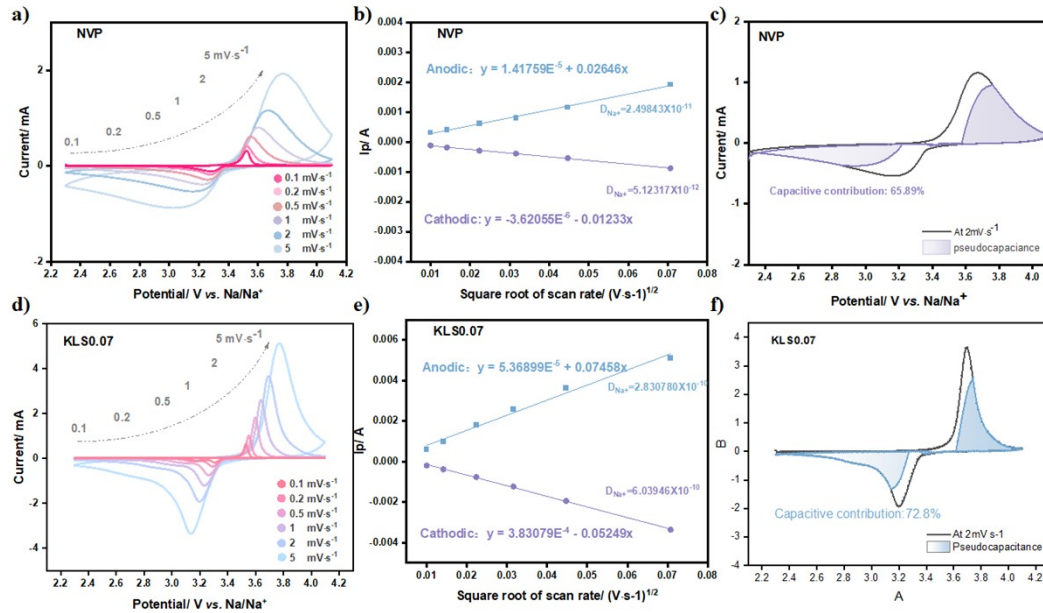 a)
NVP
5 mV·s⁻¹
2
1
0.5
0.2
0.1
Current/ mA
2
0
-2
0.1 mV·s⁻¹
0.2 mV·s⁻¹
0.5 mV·s⁻¹
1 mV·s⁻¹
2 mV·s⁻¹
5 mV·s⁻¹
2.2 2.4 2.6 2.8 3.0 3.2 3.4 3.6 3.8 4.0 4.2
Potential/ V vs. Na/Na⁺
b)
NVP
Ip/ A
0.004
0.003
0.002
0.001
0.000
-0.001
-0.002
-0.003
-0.004
Anodic: y = 1.41759E⁻⁵ + 0.02646x
D_Na+=2.49843X10⁻¹¹
D_Na+=5.12317X10⁻¹²
Cathodic: y = -3.62055E⁻⁶ - 0.01233x
0.00 0.01 0.02 0.03 0.04 0.05 0.06 0.07 0.08
Square root of scan rate/ (V·s-1)¹/²
c)
NVP
Current/ mA
2
1
0
-1
2
Capacitive contribution: 65.89%
At 2mV·s⁻¹
pseudocapaciance
2.4 2.8 3.2 3.6 4.0
Potential/ V vs. Na/Na⁺
d)
KLS0.07
5 mV·s⁻¹
2
1
0.5
0.2
0.1
Current/ mA
6
4
2
0
-2
-4
0.1 mV·s⁻¹
0.2 mV·s⁻¹
0.5 mV·s⁻¹
1 mV·s⁻¹
2 mV·s⁻¹
5 mV·s⁻¹
2.2 2.4 2.6 2.8 3.0 3.2 3.4 3.6 3.8 4.0 4.2
Potential/ V vs. Na/Na⁺
e)
KLS0.07
Ip/ A
0.006
0.004
0.002
0.000
-0.002
-0.004
Anodic: y = 5.36899E⁻⁵ + 0.07458x
D_Na+=2.830780X10⁻¹⁰
D_Na+=6.03946X10⁻¹⁰
Cathodic: y = 3.83079E⁻⁴ - 0.05249x
0.00 0.01 0.02 0.03 0.04 0.05 0.06 0.07 0.08
Square root of scan rate/ (V·s-1)¹/²
f)
KLS0.07
B
4
3
2
1
0
-1
-2
-3
-4
Capacitive contribution: 72.8%
At 2mV s-1
Pseudocapacitance
2.2 2.4 2.6 2.8 3.0 3.2 3.4 3.6 3.8 4.0 4.2
A